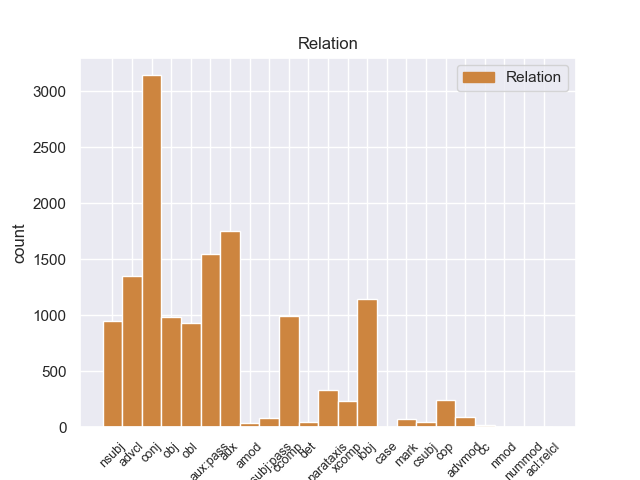 Relation
Relation
count
3000
2500
2000
1500
1000
500
0
nsubj
advcl
conj
obj
obl
aux:pass
aux
amod
ccomp
det
parataxis
xcomp
iobj
case
mark
csubj
cop
advmod
cc
nmod
nummod
acl:relcl